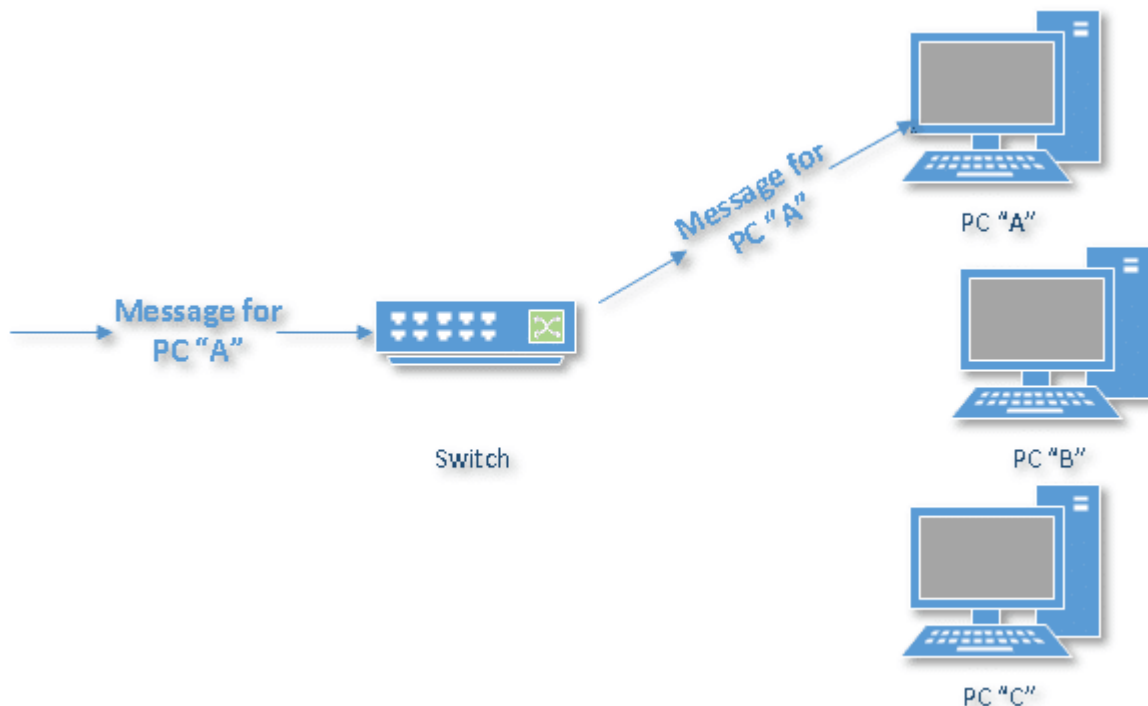 Message for
PC “A”
Switch
Message for
PC “A”
PC “A”
PC “B”
PC “C”